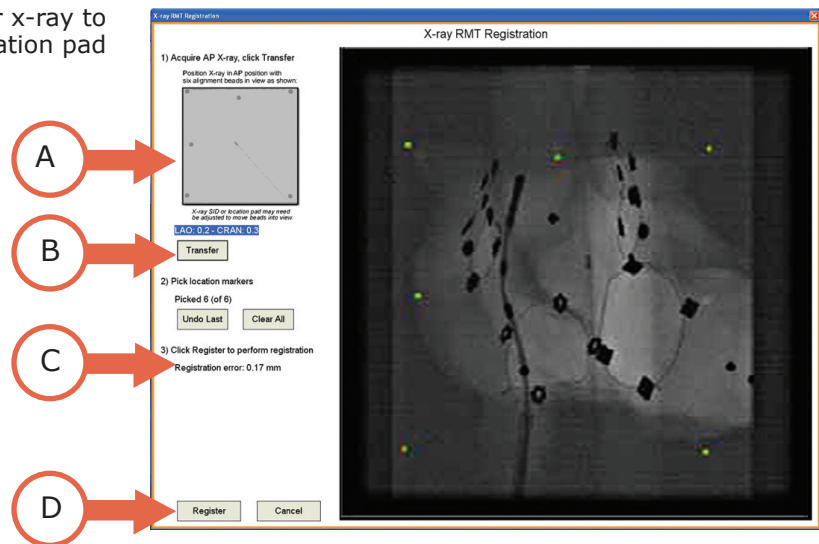 r x-ray to
ation pad
X-ray RMT Registration
X-ray RMT Registration
1) Acquire AP X-ray, click Transfer
Position X-ray in AP position with
six alignment beads in view as shown:
A
X-ray SID or location pad may need
be adjusted to move beads into view
LAO: 0.2 - CRAN: 0.3
B
Transfer
2) Pick location markers
Picked 6 (of 6)
Undo Last Clear All
C
3) Click Register to perform registration
Registration error: 0.17 mm
D
Register Cancel